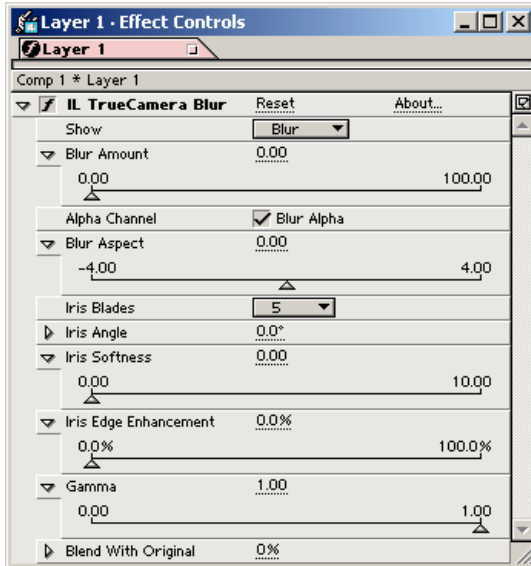 Layer 1 · Effect Controls
Layer 1
Comp 1 * Layer 1
IL TrueCamera Blur Reset About...
Show Blur
Blur Amount 0.00
0.00 100.00
Alpha Channel Blur Alpha
Blur Aspect 0.00
-4.00 4.00
Iris Blades 5
Iris Angle 0.0°
Iris Softness 0.00
0.00 10.00
Iris Edge Enhancement 0.0%
0.0% 100.0%
Gamma 1.00
0.00 1.00
Blend With Original 0%